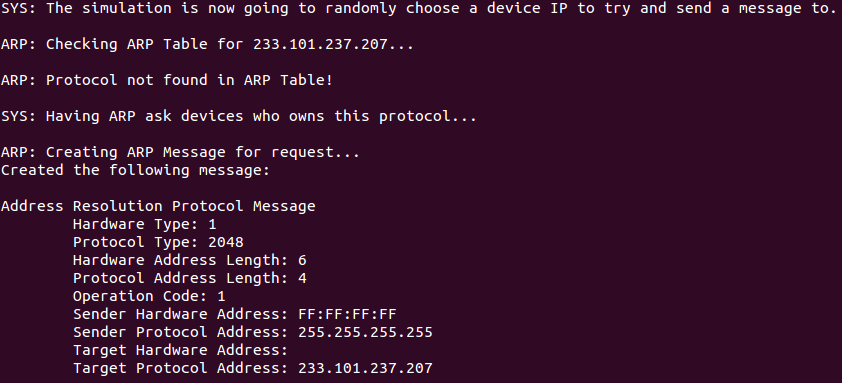 SYS: The simulation is now going to randomly choose a device IP to try and send a message to.
ARP: Checking ARP Table for 233.101.237.207...
ARP: Protocol not found in ARP Table!
SYS: Having ARP ask devices who owns this protocol...
ARP: Creating ARP Message for request...
Created the following message:
Address Resolution Protocol Message
Hardware Type: 1
Protocol Type: 2048
Hardware Address Length: 6
Protocol Address Length: 4
Operation Code: 1
Sender Hardware Address: FF:FF:FF:FF
Sender Protocol Address: 255.255.255.255
Target Hardware Address:
Target Protocol Address: 233.101.237.207